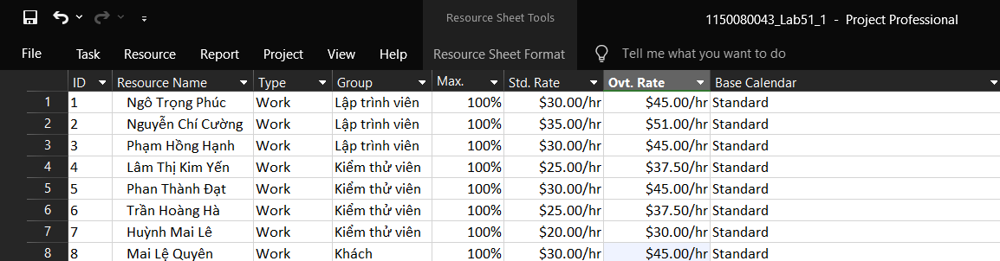 Resource Sheet Tools
1150080043_Lab51_1 - Project Professional
File Task Resource Report Project View Help Resource Sheet Format Tell me what you want to do
ID Resource Name Type Group Max. Std. Rate Ovt. Rate Base Calendar
1 1 Ngô Trọng Phúc Work Lập trình viên 100% $30.00/hr $45.00/hr Standard
2 2 Nguyễn Chí Cường Work Lập trình viên 100% $35.00/hr $51.00/hr Standard
3 3 Phạm Hồng Hạnh Work Lập trình viên 100% $30.00/hr $45.00/hr Standard
4 4 Lâm Thị Kim Yến Work Kiểm thử viên 100% $25.00/hr $37.50/hr Standard
5 5 Phan Thành Đạt Work Kiểm thử viên 100% $30.00/hr $45.00/hr Standard
6 6 Trần Hoàng Hà Work Kiểm thử viên 100% $25.00/hr $37.50/hr Standard
7 7 Huỳnh Mai Lê Work Kiểm thử viên 100% $20.00/hr $30.00/hr Standard
8 8 Mai Lệ Quyên Work Khách 100% $30.00/hr $45.00/hr Standard